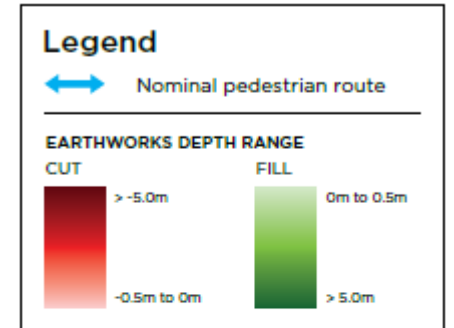 Legend
Nominal pedestrian route
EARTHWORKS DEPTH RANGE
CUT FILL
> -5.0m 0m to 0.5m
-0.5m to 0m > 5.0m